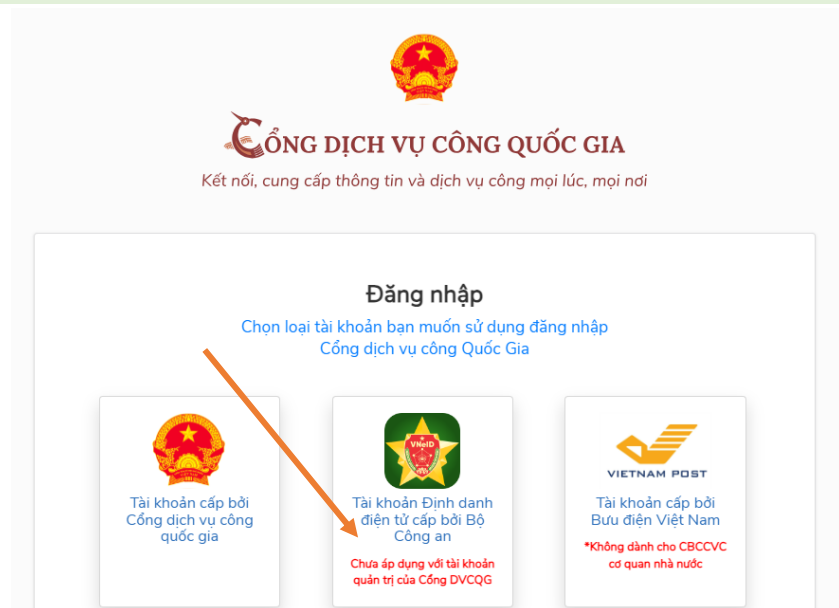 CỔNG DỊCH VỤ CÔNG QUỐC GIA
Kết nối, cung cấp thông tin và dịch vụ công mọi lúc, mọi nơi
Đăng nhập
Chọn loại tài khoản bạn muốn sử dụng đăng nhập
Cổng dịch vụ công Quốc Gia
Tài khoản cấp bởi
Cổng dịch vụ công
quốc gia
VNeID
Tài khoản Định danh
điện tử cấp bởi Bộ
Công an
Chưa áp dụng với tài khoản
quản trị của Cổng DVCQG
VIETNAM POST
Tài khoản cấp bởi
Bưu điện Việt Nam
*Không dành cho CBCCVC
cơ quan nhà nước